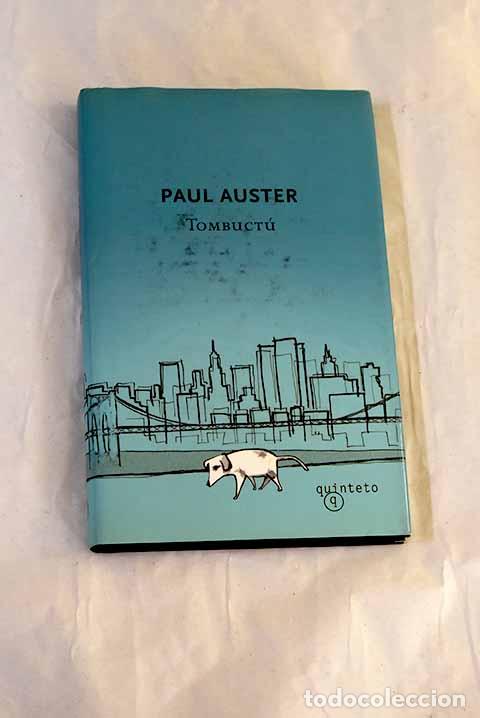 PAUL AUSTER
Tombuctú
quinteto
q
todocoleccion